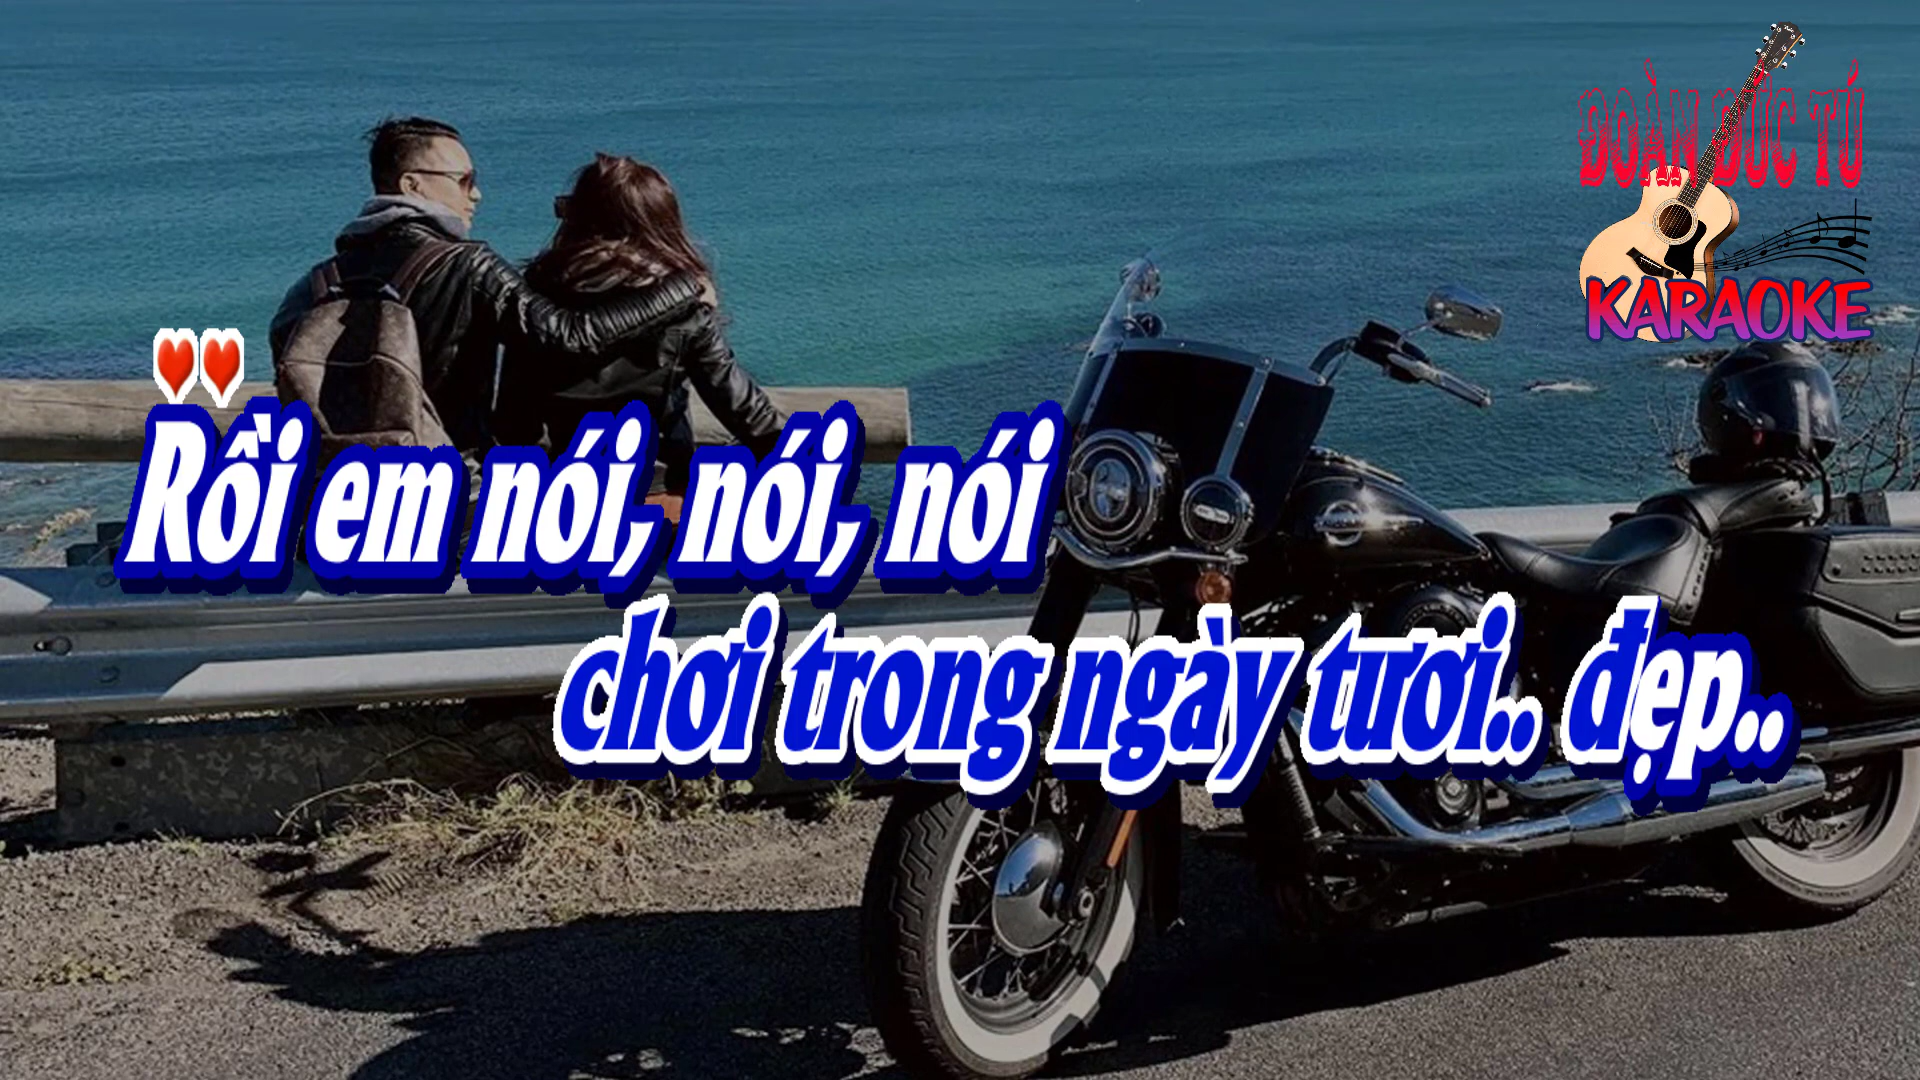 ĐOÀN ĐỨC TÚ
KARAOKE
Rồi em nói, nói, nói
chơi trong ngày tươi.. đẹp..